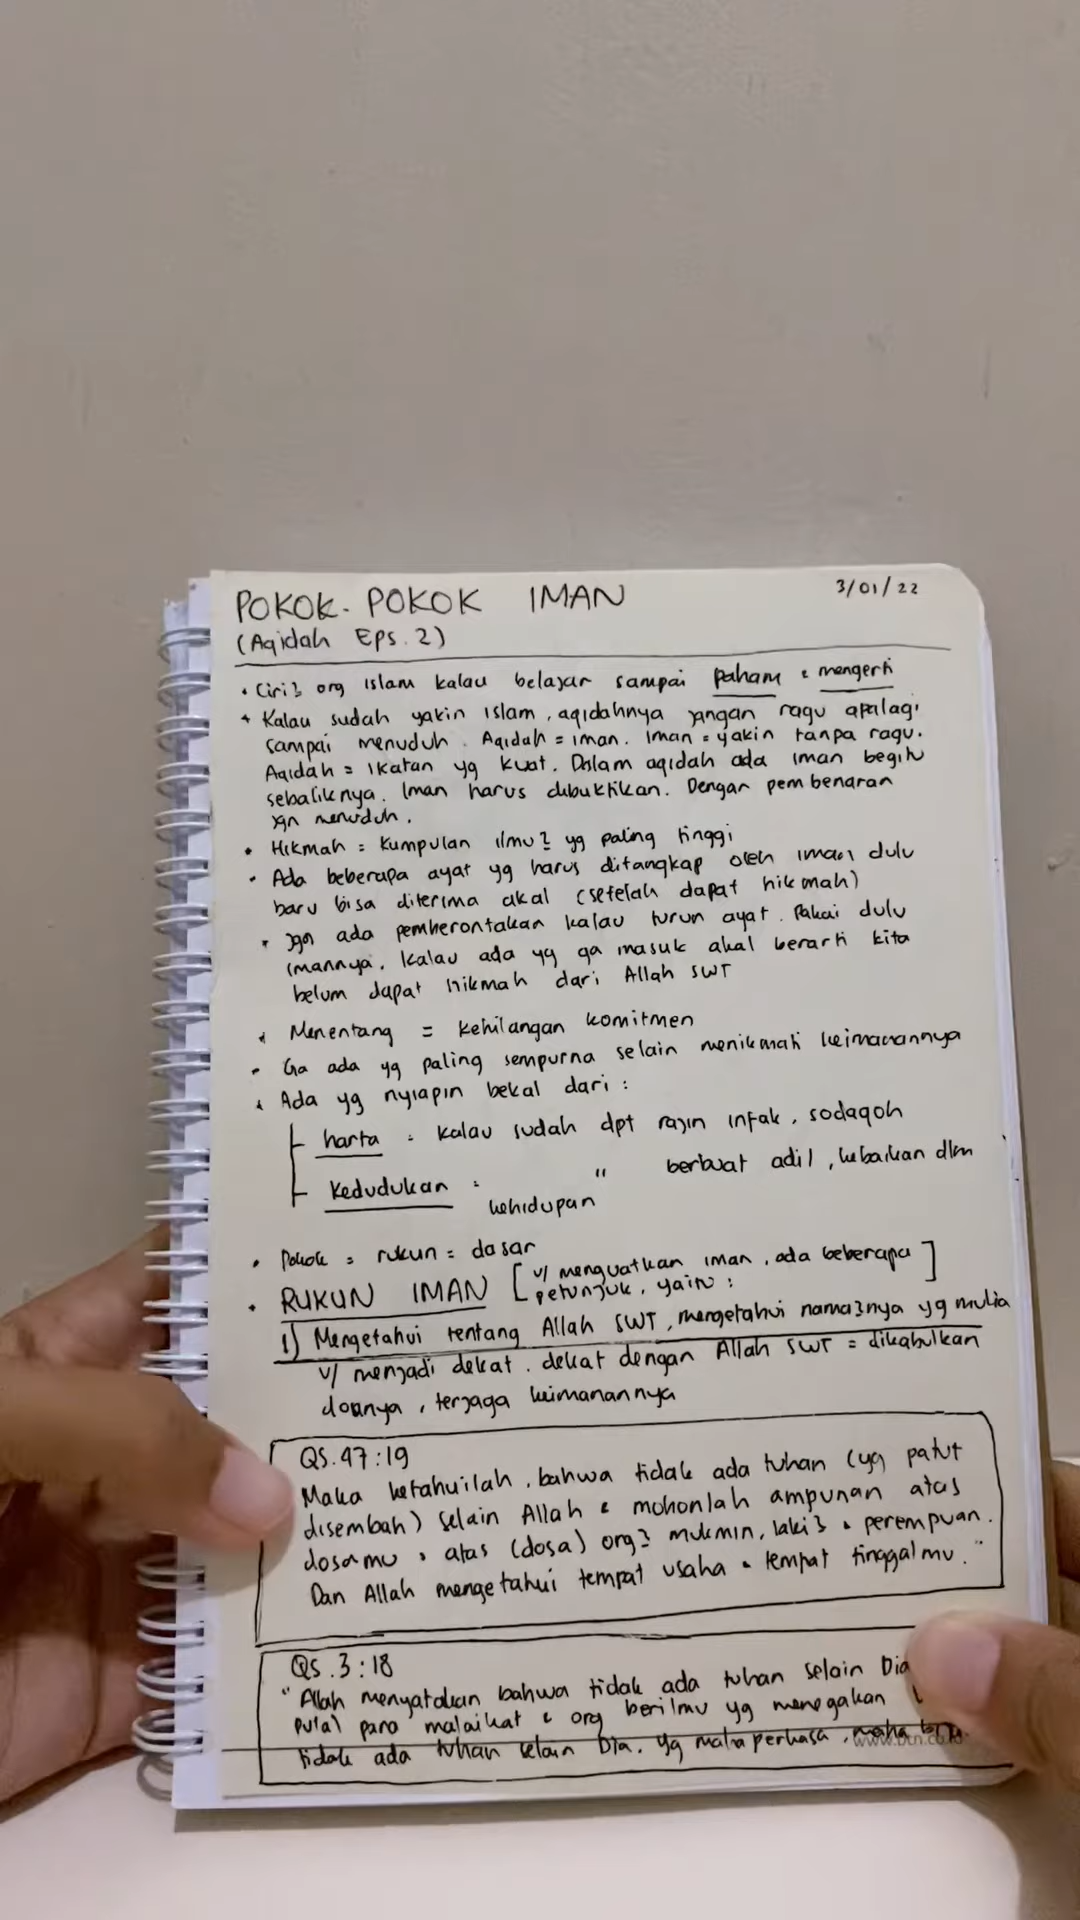 POKOK-POKOK IMAN
3/01/22
(Aqidah Eps. 2)
• Ciri2 org Islam kalau belajar sampai paham & mengerti
• Kalau sudah yakin Islam, aqidahnya jangan ragu apalagi
sampai menuduh. Aqidah = iman. Iman = yakin tanpa ragu.
Aqidah = Ikatan yg kuat. Dalam aqidah ada iman begitu
sebaliknya. Iman harus dibuktikan. Dengan pembenaran
jgn menuduh.
• Hikmah = Kumpulan ilmu2 yg paling tinggi
• Ada beberapa ayat yg harus ditangkap oleh iman dulu
baru bisa diterima akal (setelah dapat hikmah)
• Jgn ada pemberontakan kalau turun ayat. Pakai dulu
imannya. Kalau ada yg ga masuk akal berarti kita
belum dapat hikmah dari Allah SWT
• Menentang = kehilangan komitmen
• Ga ada yg paling sempurna selain menikmati keimanannya
• Ada yg nyiapin bekal dari :
harta : kalau sudah dpt rajin infak, sodaqoh
Kedudukan : " berbuat adil, kebaikan dlm
kehidupan
• Pokok = rukun = dasar
• RUKUN IMAN [u/ menguatkan iman, ada beberapa
petunjuk, yaitu : ]
1) Mengetahui tentang Allah SWT, mengetahui nama2nya yg mulia
u/ menjadi dekat. dekat dengan Allah SWT = dikabulkan
doanya, terjaga keimanannya
QS. 47:19
Maka ketahuilah, bahwa tidak ada tuhan (yg patut
disembah) selain Allah & mohonlah ampunan atas
dosamu & atas (dosa) org2 mukmin, laki2 & perempuan.
Dan Allah mengetahui tempat usaha & tempat tinggalmu."
QS. 3:18
"Allah menyatakan bahwa tidak ada tuhan selain Dia
pula) para malaikat & org berilmu yg menegakan
tidak ada tuhan selain Dia, yg maha perkasa, maha